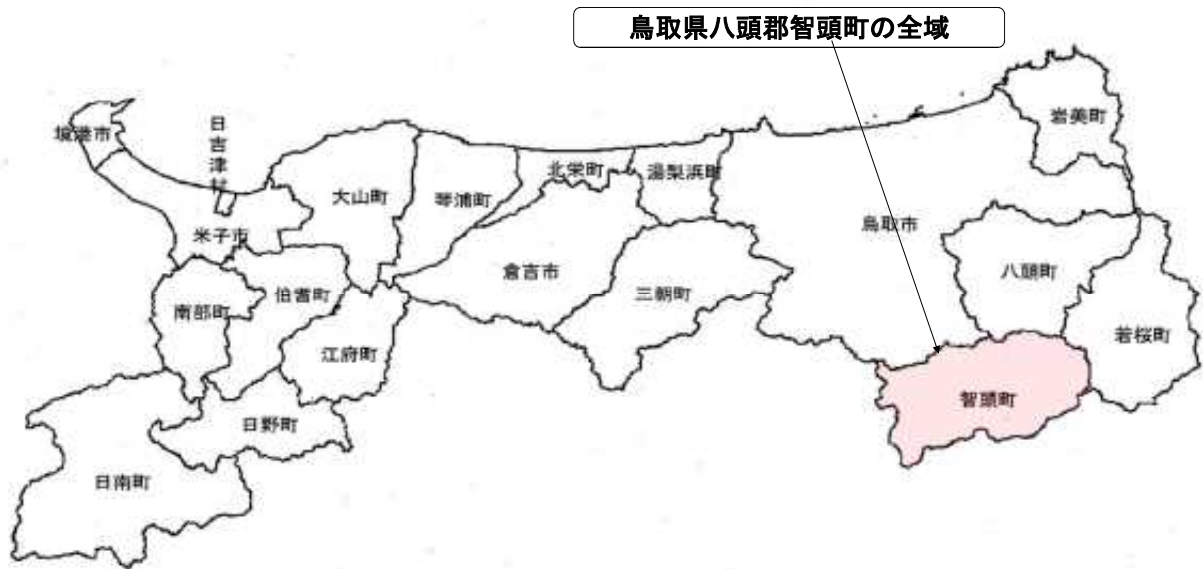 鳥取県八頭郡智頭町の全域
境港市
日吉津村
米子市
大山町
琴浦町
北栄町
湯梨浜町
鳥取市
岩美町
八頭町
若桜町
智頭町
倉吉市
三朝町
南部町
伯耆町
江府町
日野町
日南町